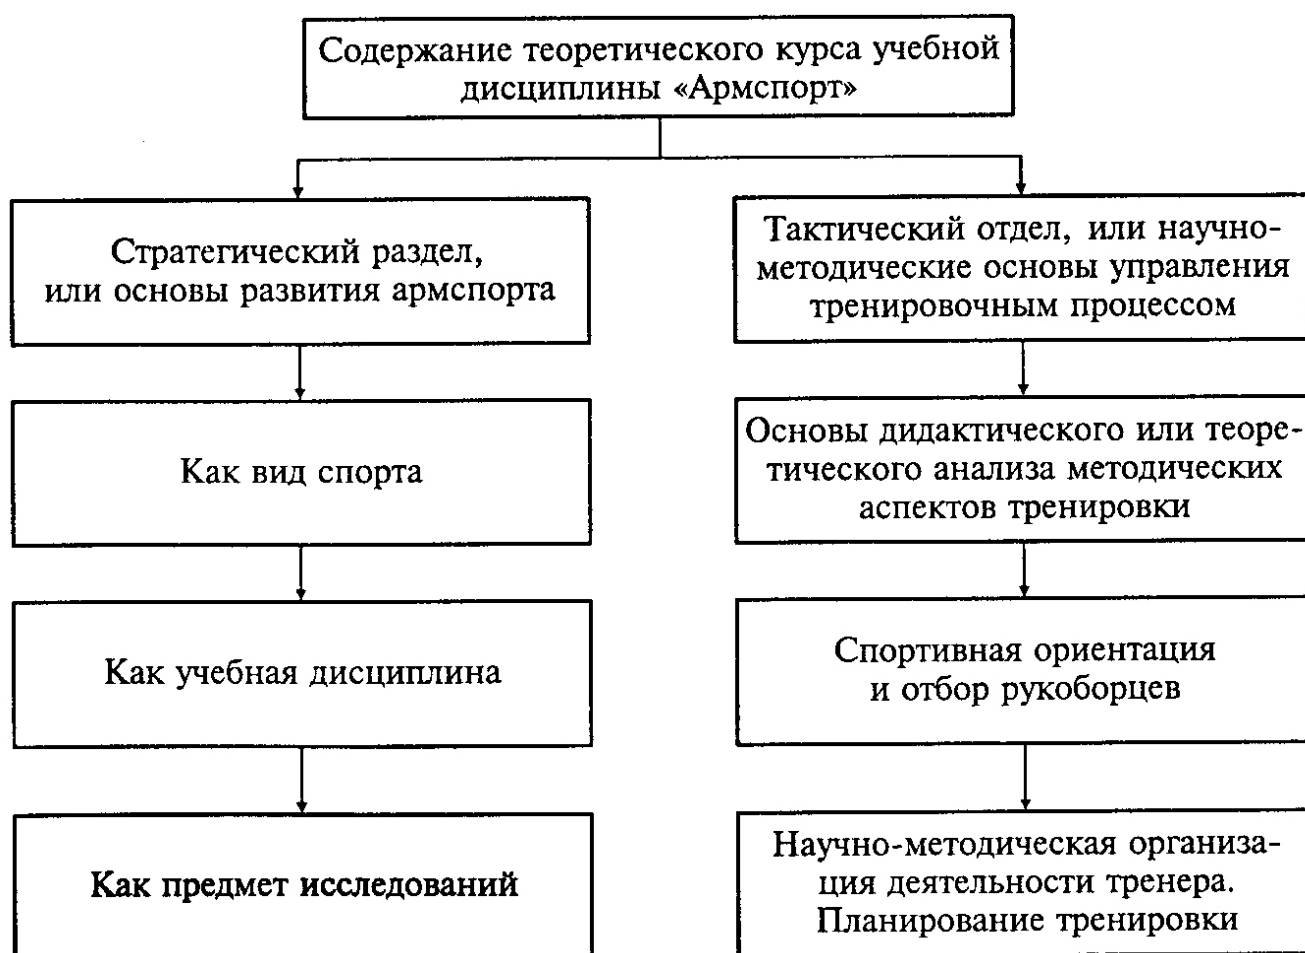 Содержание теоретического курса учебной
дисциплины «Армспорт»
Стратегический раздел,
или основы развития армспорта
Как вид спорта
Как учебная дисциплина
Как предмет исследований
Тактический отдел, или научно-
методические основы управления
тренировочным процессом
Основы дидактического или теоре-
тического анализа методических
аспектов тренировки
Спортивная ориентация
и отбор рукоборцев
Научно-методическая организа-
ция деятельности тренера.
Планирование тренировки